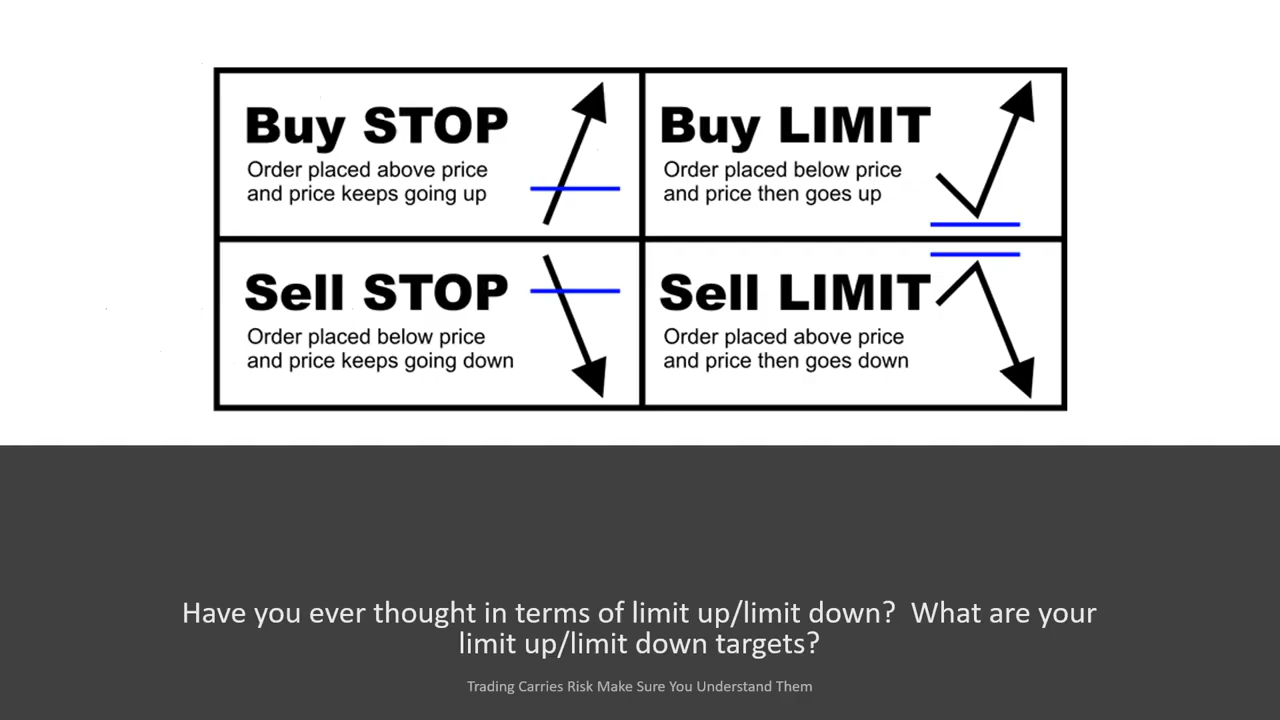 Buy STOP
Order placed above price
and price keeps going up
Buy LIMIT
Order placed below price
and price then goes up
Sell STOP
Order placed below price
and price keeps going down
Sell LIMIT
Order placed above price
and price then goes down
Have you ever thought in terms of limit up/limit down?  What are your
limit up/limit down targets?
Trading Carries Risk Make Sure You Understand Them